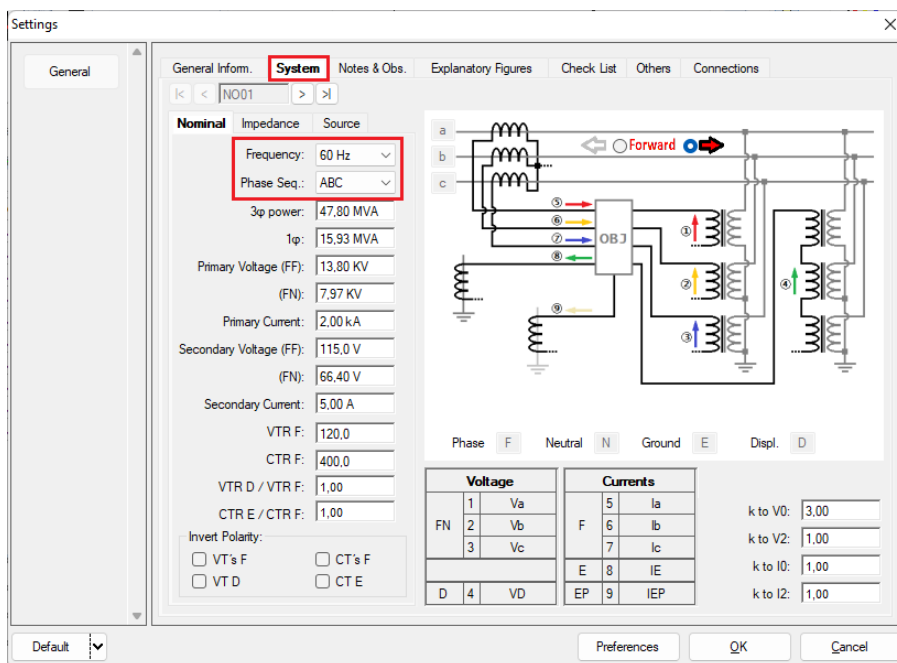 Settings
General
General Inform. System Notes & Obs. Explanatory Figures Check List Others Connections
|< < NO01 > >|
Nominal Impedance Source
Frequency: 60 Hz
Phase Seq.: ABC
3φ power: 47,80 MVA
1φ: 15,93 MVA
Primary Voltage (FF): 13,80 KV
(FN): 7,97 KV
Primary Current: 2,00 kA
Secondary Voltage (FF): 115,0 V
(FN): 66,40 V
Secondary Current: 5,00 A
VTR F: 120,0
CTR F: 400,0
VTR D / VTR F: 1,00
CTR E / CTR F: 1,00
Invert Polarity:
VT´s F CT´s F
VT D CT E
a
b
c
Forward
⑤
⑥
⑦
⑧
OBJ
①
②
③
④
⑨
Phase F Neutral N Ground E Displ. D
Voltage
FN 1 Va
2 Vb
3 Vc
D 4 VD
Currents
F 5 Ia
6 Ib
7 Ic
E 8 IE
EP 9 IEP
k to V0: 3,00
k to V2: 1,00
k to I0: 1,00
k to I2: 1,00
Default Preferences OK Cancel